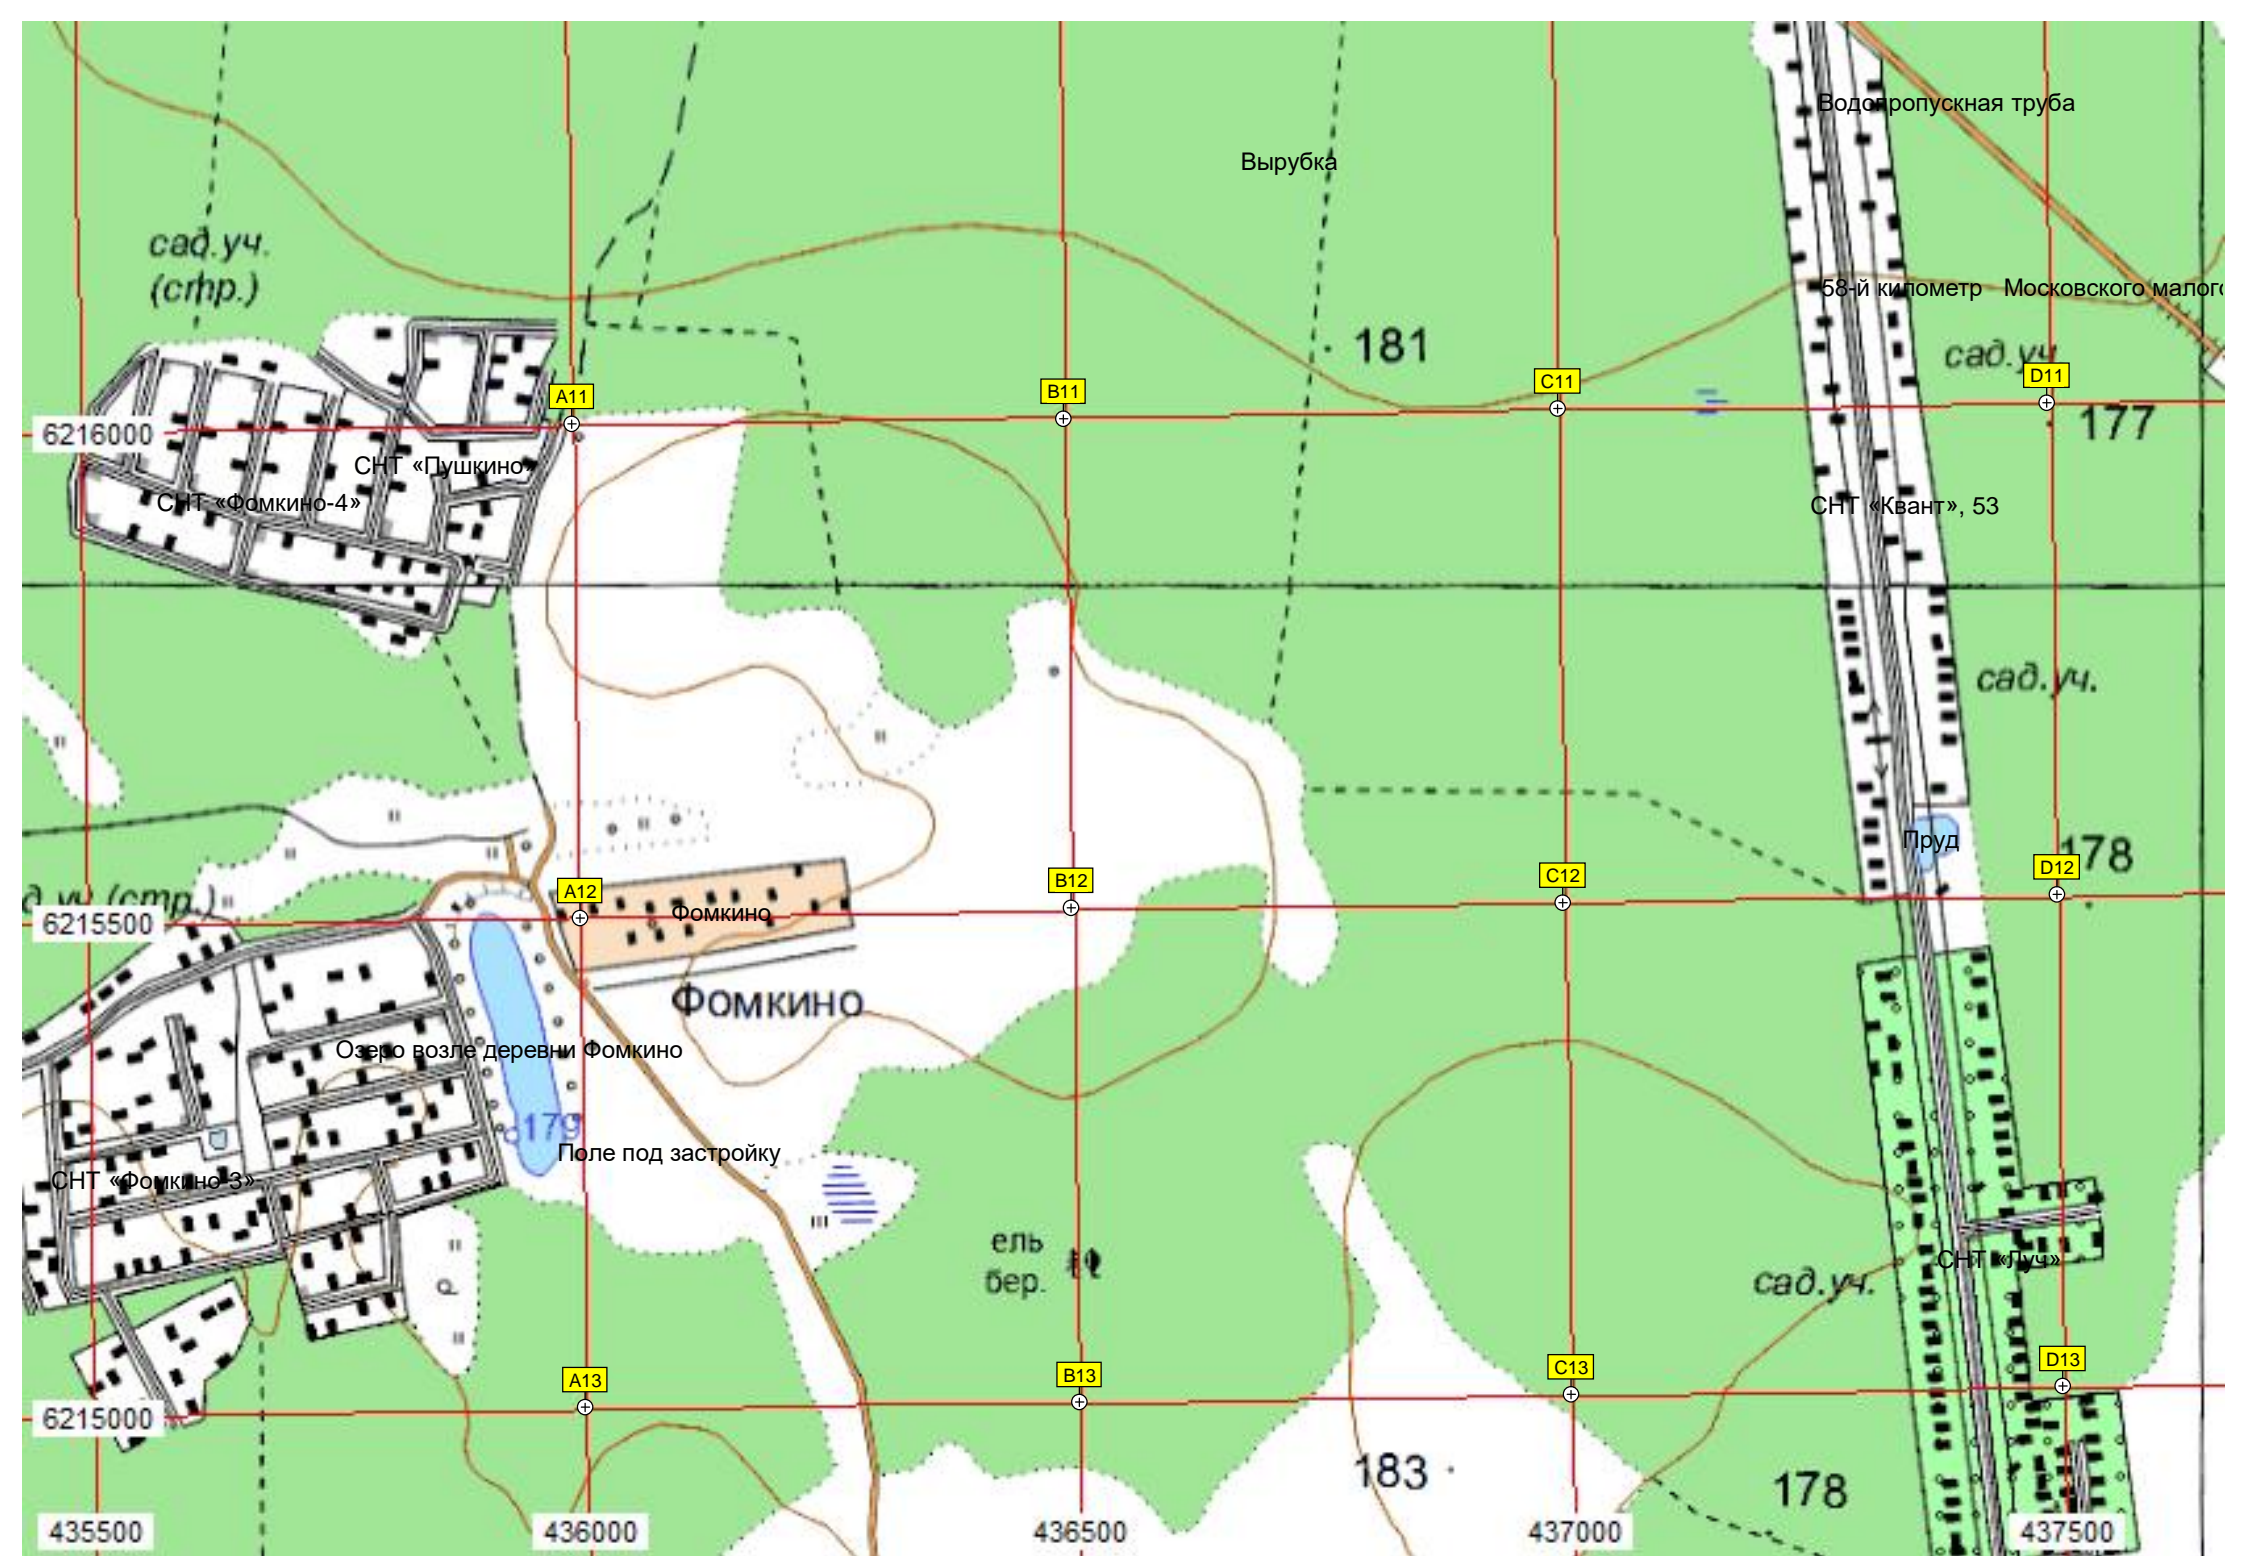 Водопропускная труба
Вырубка
сад.уч.
(стр.)
58-й километр Московского малого
181
сад.уч
D11
C11
B11
A11
177
6216000
СНТ «Пушкино»
СНТ «Фомкино-4»
СНТ «Квант», 53
сад.уч.
Пруд
178
D12
C12
B12
A12
д.уч.(стр.)
Фомкино
6215500
Фомкино
Озеро возле деревни Фомкино
179
Поле под застройку
СНТ «Фомкино-3»
ель
бер.
СНТ «Луч»
сад.уч.
D13
C13
B13
A13
6215000
183
178
435500
436000
436500
437000
437500